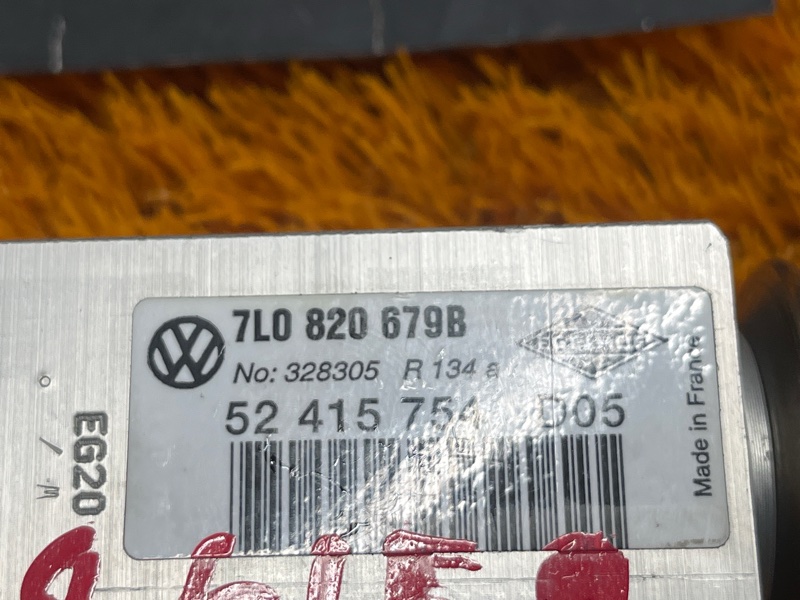 7L0 820 679B
No: 328305 R 134 a
52 415 754 D05
Made in France
EG20